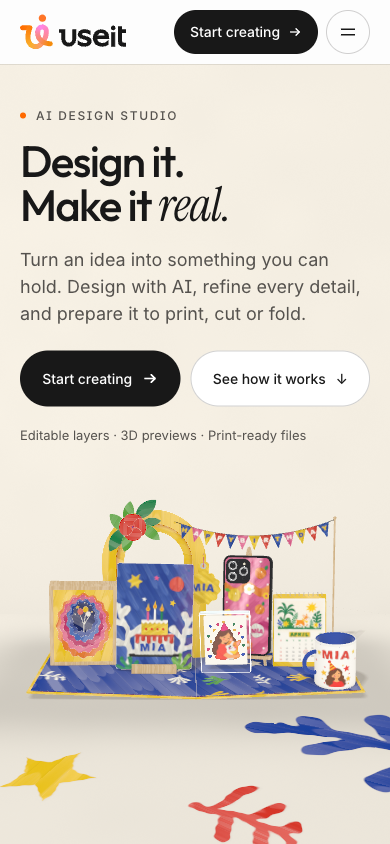 useit
Start creating →
AI DESIGN STUDIO
Design it.
Make it real.
Turn an idea into something you can
hold. Design with AI, refine every detail,
and prepare it to print, cut or fold.
Start creating →
See how it works ↓
Editable layers · 3D previews · Print-ready files
MIA
MIA
MIA
APRIL
MIA